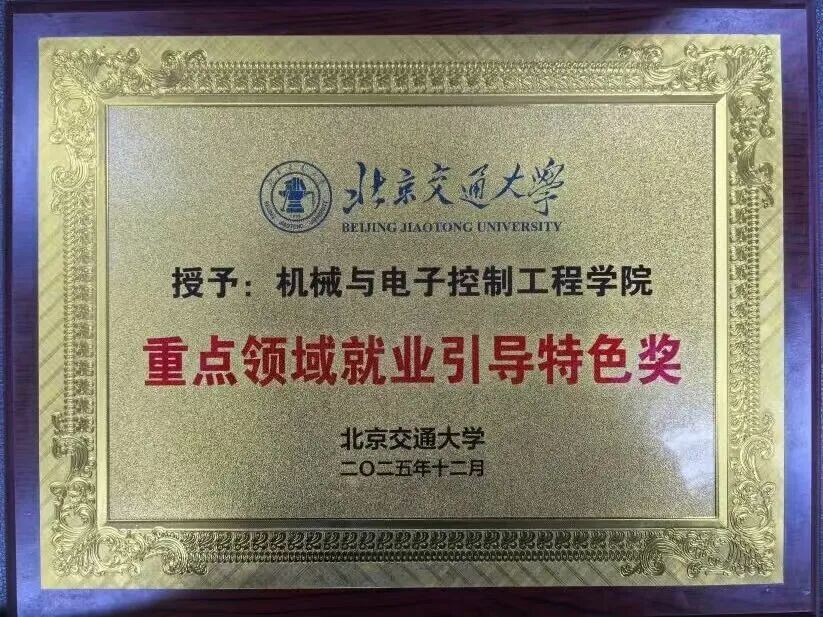 北京交通大学
BEIJING JIAOTONG UNIVERSITY
授予：机械与电子控制工程学院
重点领域就业引导特色奖
北京交通大学
二〇二五年十二月